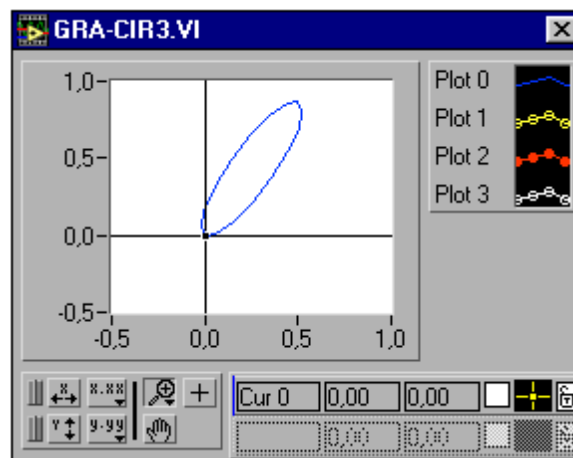 GRA-CIR3.VI
1,0
0,5
0,0
-0,5
-0,5 0,0 0,5 1,0
Plot 0
Plot 1
Plot 2
Plot 3
X X.XX
Y Y.YY
Cur 0 0,00 0,00
0,00 0,00